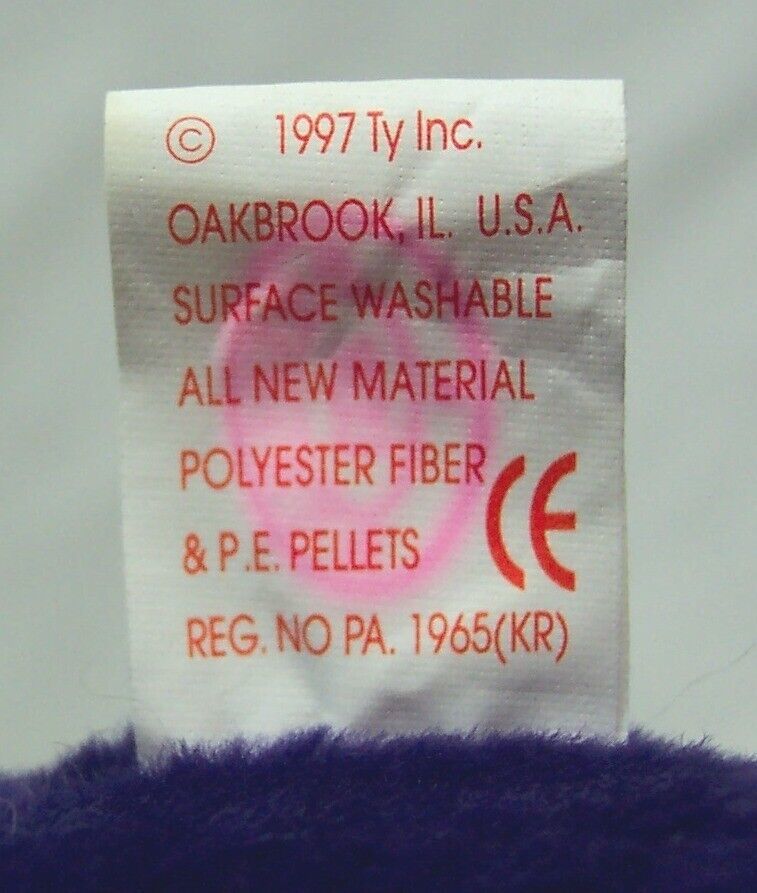 © 1997 Ty Inc.
OAKBROOK, IL. U.S.A.
SURFACE WASHABLE
ALL NEW MATERIAL
POLYESTER FIBER
& P.E. PELLETS CE
REG. NO PA. 1965(KR)